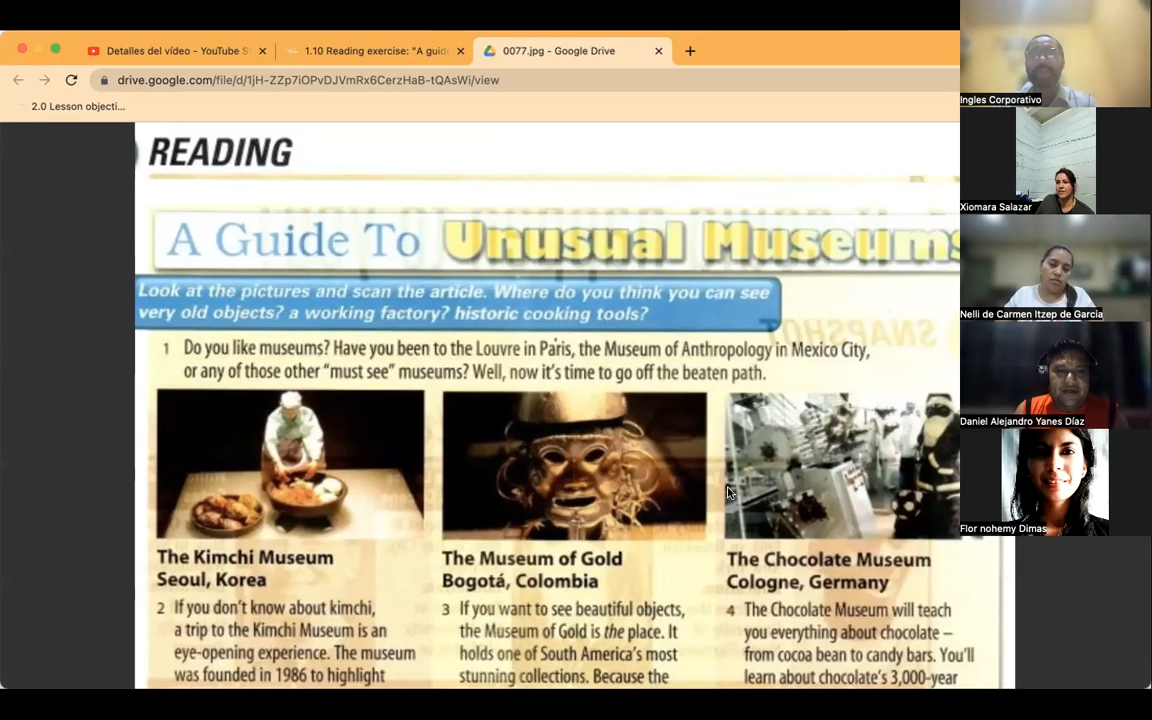 Detalles del vídeo - YouTube S
1.10 Reading exercise: "A guid
0077.jpg - Google Drive
drive.google.com/file/d/1jH-ZZp7iOPvDJVmRx6CerzHaB-tQAsWi/view
2.0 Lesson objecti...
Ingles Corporativo
Xiomara Salazar
Nelli de Carmen Itzep de Garcia
Daniel Alejandro Yanes Díaz
Flor nohemy Dimas
READING
A Guide To Unusual Museums
Look at the pictures and scan the article. Where do you think you can see
very old objects? a working factory? historic cooking tools?
1 Do you like museums? Have you been to the Louvre in Paris, the Museum of Anthropology in Mexico City,
or any of those other "must see" museums? Well, now it's time to go off the beaten path.
The Kimchi Museum
Seoul, Korea
2 If you don't know about kimchi,
a trip to the Kimchi Museum is an
eye-opening experience. The museum
was founded in 1986 to highlight
The Museum of Gold
Bogotá, Colombia
3 If you want to see beautiful objects,
the Museum of Gold is the place. It
holds one of South America's most
stunning collections. Because the
The Chocolate Museum
Cologne, Germany
4 The Chocolate Museum will teach
you everything about chocolate –
from cocoa bean to candy bars. You'll
learn about chocolate's 3,000-year